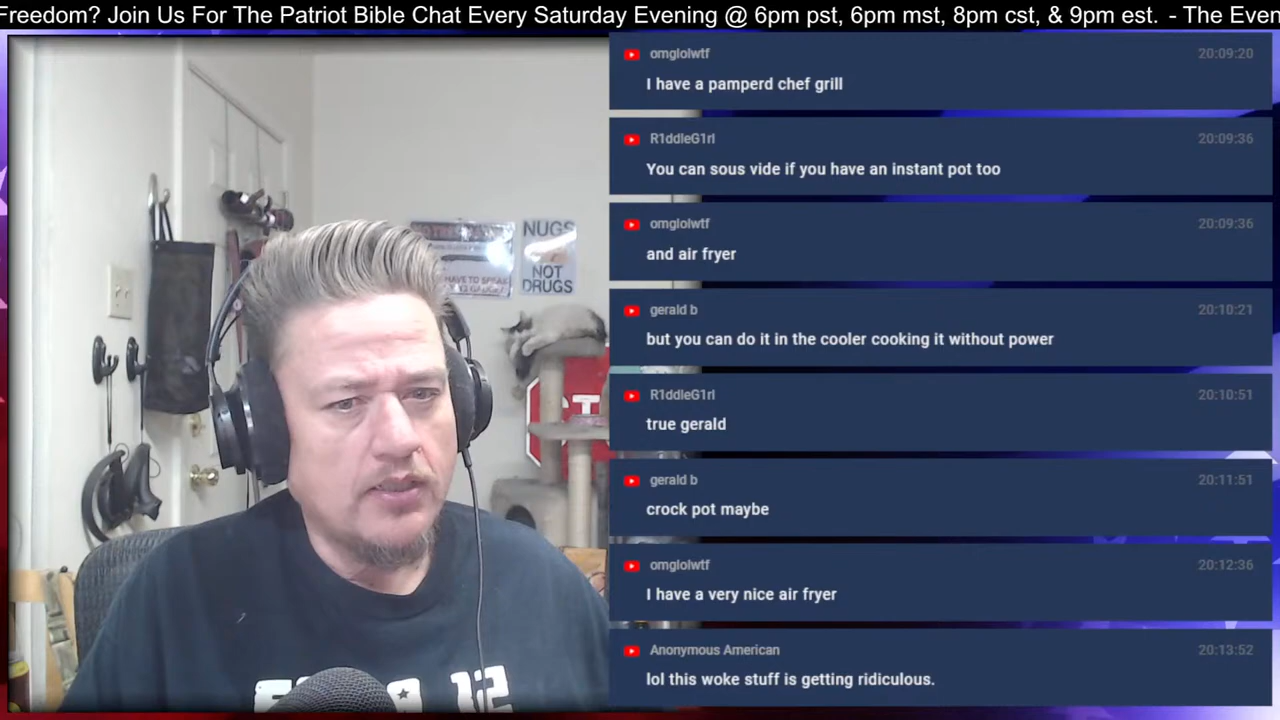 Freedom? Join Us For The Patriot Bible Chat Every Saturday Evening @ 6pm pst, 6pm mst, 8pm cst, & 9pm est. - The Even
omglolwtf 20:09:20
I have a pamperd chef grill
R1ddleG1rl 20:09:36
You can sous vide if you have an instant pot too
omglolwtf 20:09:36
and air fryer
gerald b 20:10:21
but you can do it in the cooler cooking it without power
R1ddleG1rl 20:10:51
true gerald
gerald b 20:11:51
crock pot maybe
omglolwtf 20:12:36
I have a very nice air fryer
Anonymous American 20:13:52
lol this woke stuff is getting ridiculous.
NUGS
NOT
DRUGS
HAVE TO SPEAK
ST
12